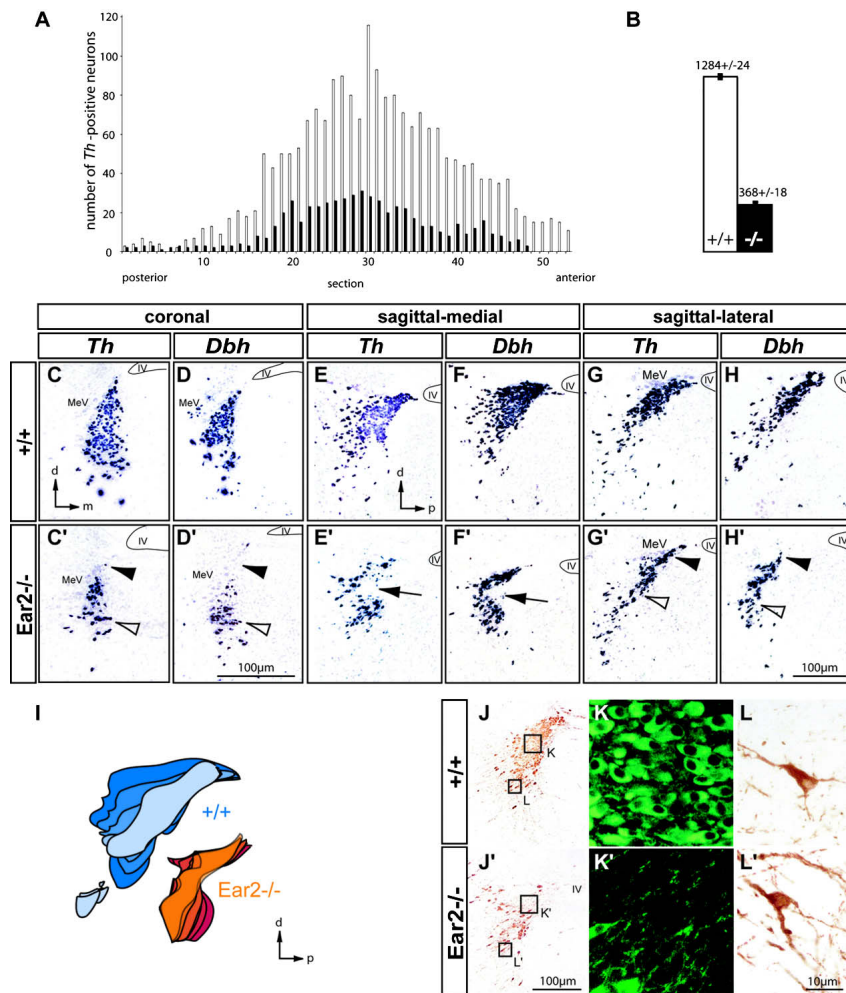 A
B
number of Th -positive neurons
120
100
80
60
40
20
0
10
20
30
40
50
posterior
section
anterior
1284+/-24
368+/-18
+/+
-/-
coronal
sagittal-medial
sagittal-lateral
Th
Dbh
Th
Dbh
Th
Dbh
+/+
C
IV
MeV
d
m
D
IV
MeV
E
IV
d
p
F
IV
G
MeV
IV
H
IV
Ear2-/-
C'
IV
MeV
D'
IV
MeV
100µm
E'
IV
F'
IV
G'
MeV
IV
H'
IV
100µm
I
+/+
Ear2-/-
d
p
+/+
J
K
L
K
L
Ear2-/-
J'
IV
K'
L'
100µm
K'
L'
10µm